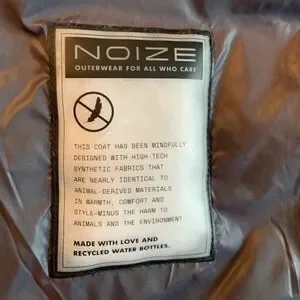 NOIZE
OUTERWEAR FOR ALL WHO CARE
THIS COAT HAS BEEN MINDFULLY
DESIGNED WITH HIGH-TECH
SYNTHETIC FABRICS THAT
ARE NEARLY IDENTICAL TO
ANIMAL-DERIVED MATERIALS
IN WARMTH, COMFORT AND
STYLE–MINUS THE HARM TO
ANIMALS AND THE ENVIRONMENT
MADE WITH LOVE AND
RECYCLED WATER BOTTLES.